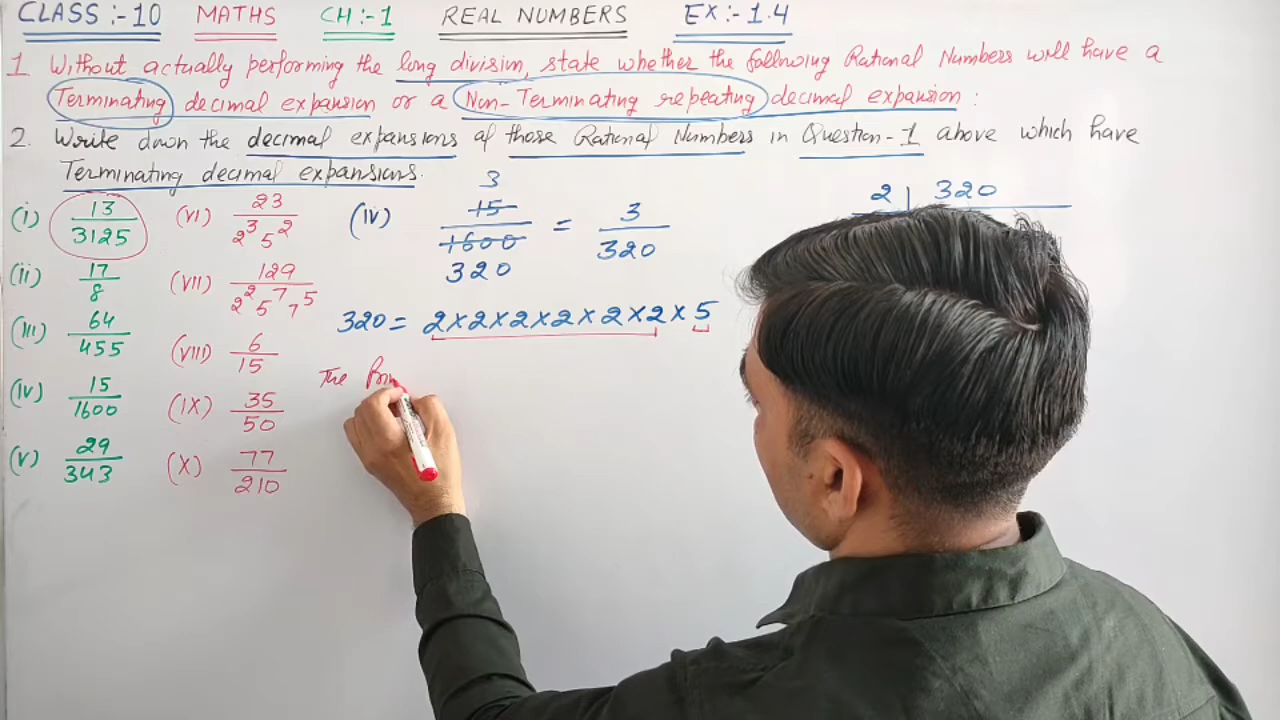 CLASS :- 10 MATHS CH :- 1 REAL NUMBERS EX :- 1.4
1. Without actually performing the long division, state whether the following Rational Numbers will have a
Terminating decimal expansion or a Non-Terminating repeating decimal expansion :
2. Write down the decimal expansions of those Rational Numbers in Question-1 above which have
Terminating decimal expansions.
(i) 13/3125
(ii) 17/8
(iii) 64/455
(iv) 15/1600
(v) 29/343
(vi) 23/2³5²
(vii) 129/2²5⁷7⁵
(viii) 6/15
(ix) 35/50
(x) 77/210
(iv) 15/1600 = 3/320
3
320
320 = 2×2×2×2×2×2×5
The Pri
2 | 320